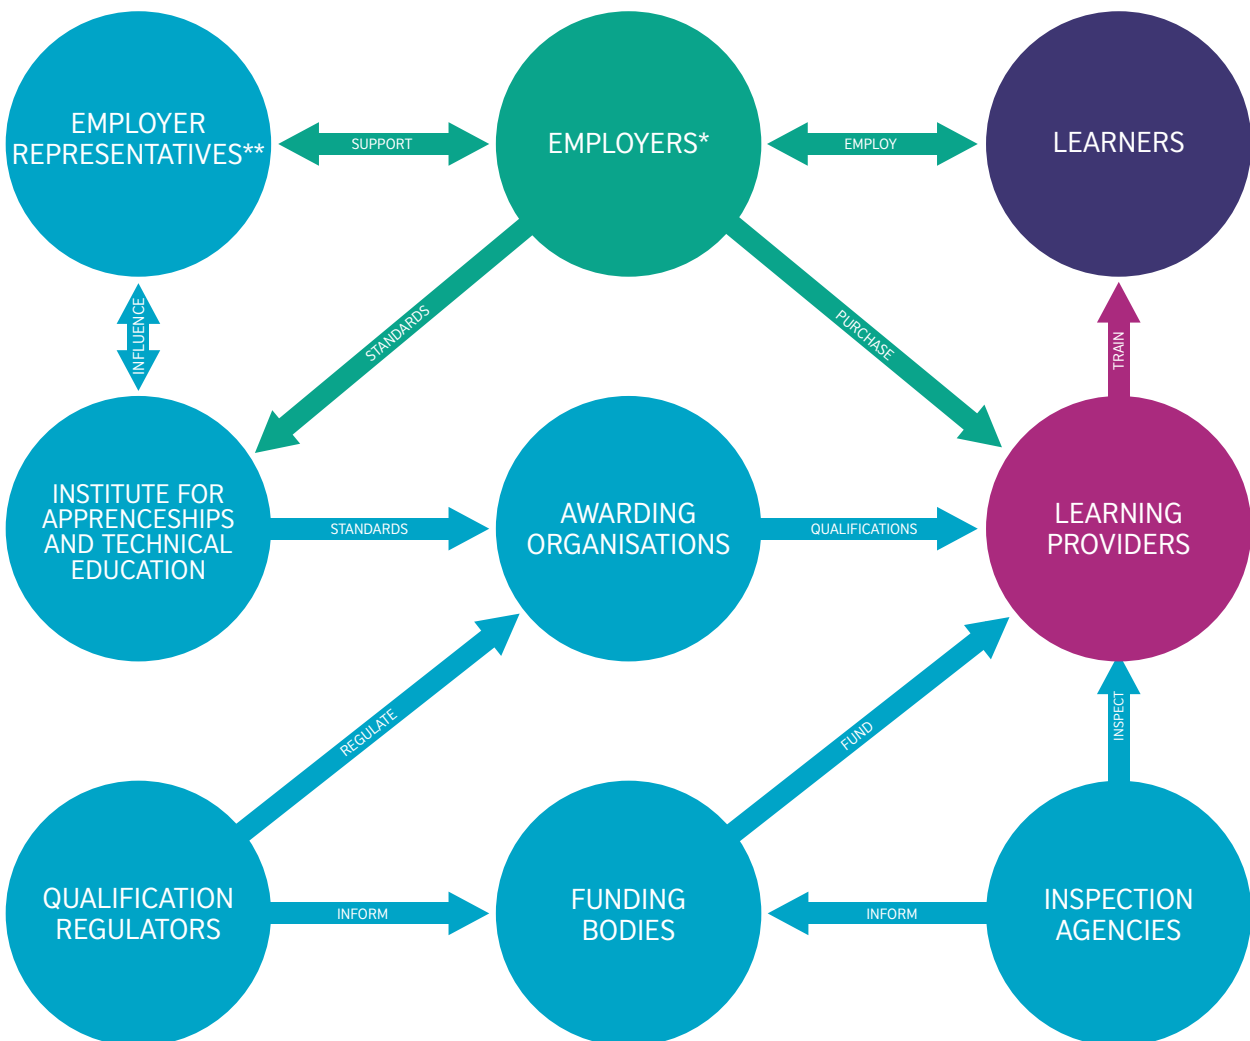 EMPLOYER
REPRESENTATIVES**
SUPPORT
EMPLOYERS*
EMPLOY
LEARNERS
INFLUENCE
STANDARDS
PURCHASE
TRAIN
INSTITUTE FOR
APPRENCESHIPS
AND TECHNICAL
EDUCATION
STANDARDS
AWARDING
ORGANISATIONS
QUALIFICATIONS
LEARNING
PROVIDERS
REGULATE
FUND
INSPECT
QUALIFICATION
REGULATORS
INFORM
FUNDING
BODIES
INFORM
INSPECTION
AGENCIES